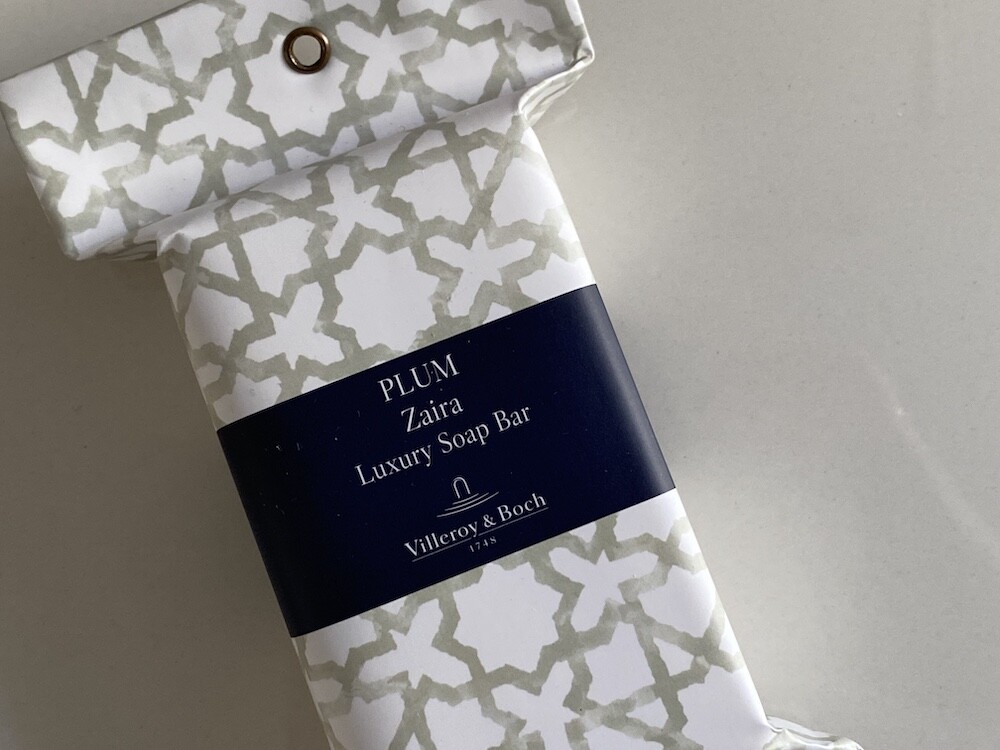 PLUM
Zaira
Luxury Soap Bar
Villeroy & Boch
1748